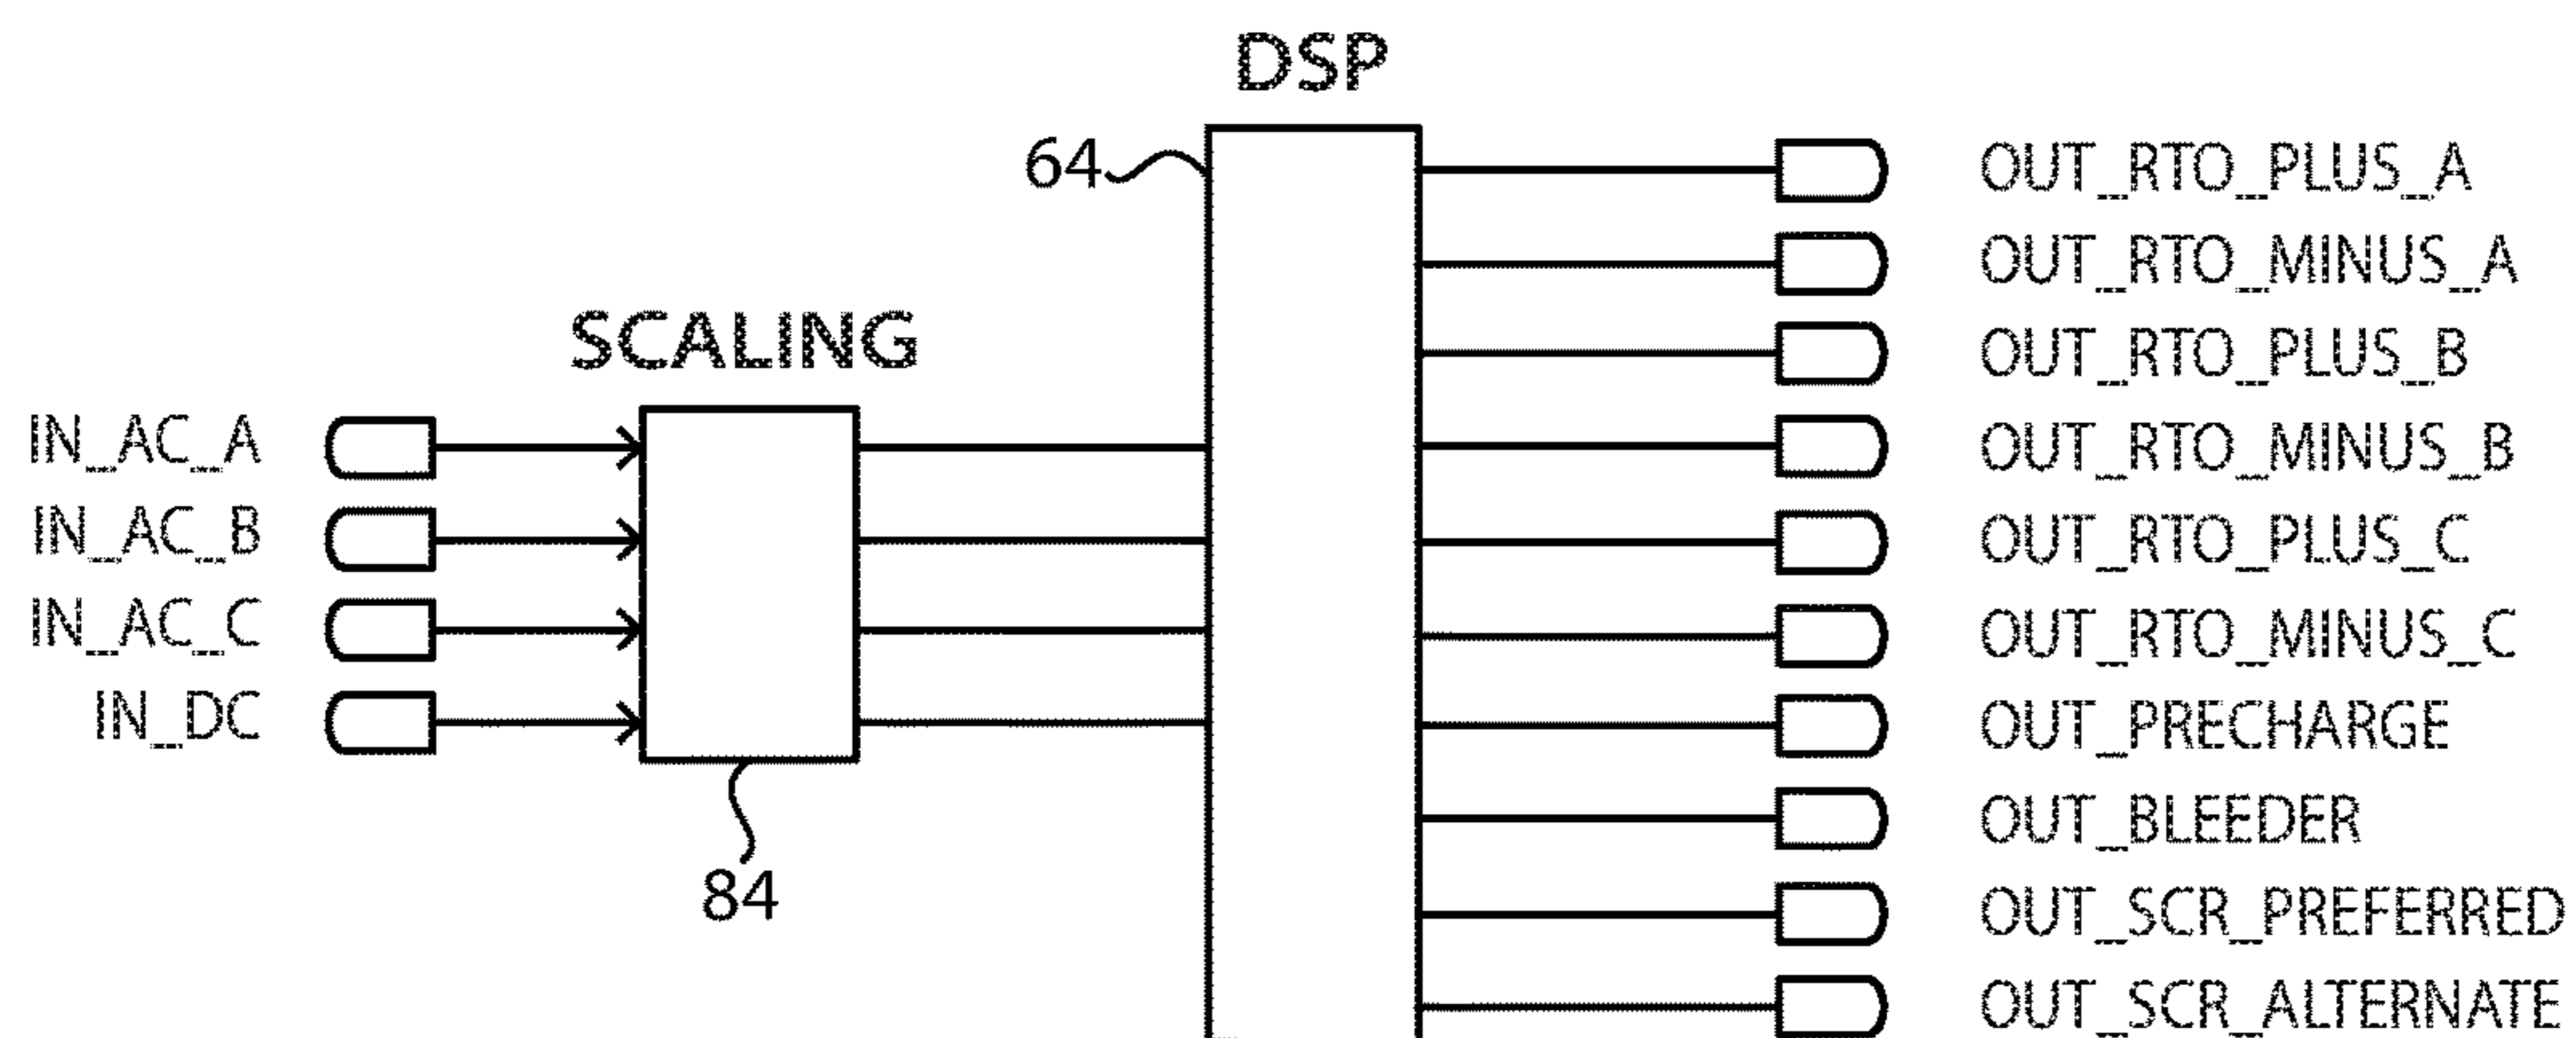 DSP
64
OUT_RTO_PLUS_A
OUT_RTO_MINUS_A
SCALING
OUT_RTO_PLUS_B
IN_AC_A
OUT_RTO_MINUS_B
IN_AC_B
OUT_RTO_PLUS_C
IN_AC_C
OUT_RTO_MINUS_C
IN_DC
OUT_PRECHARGE
OUT_BLEEDER
84
OUT_SCR_PREFERRED
OUT_SCR_ALTERNATE